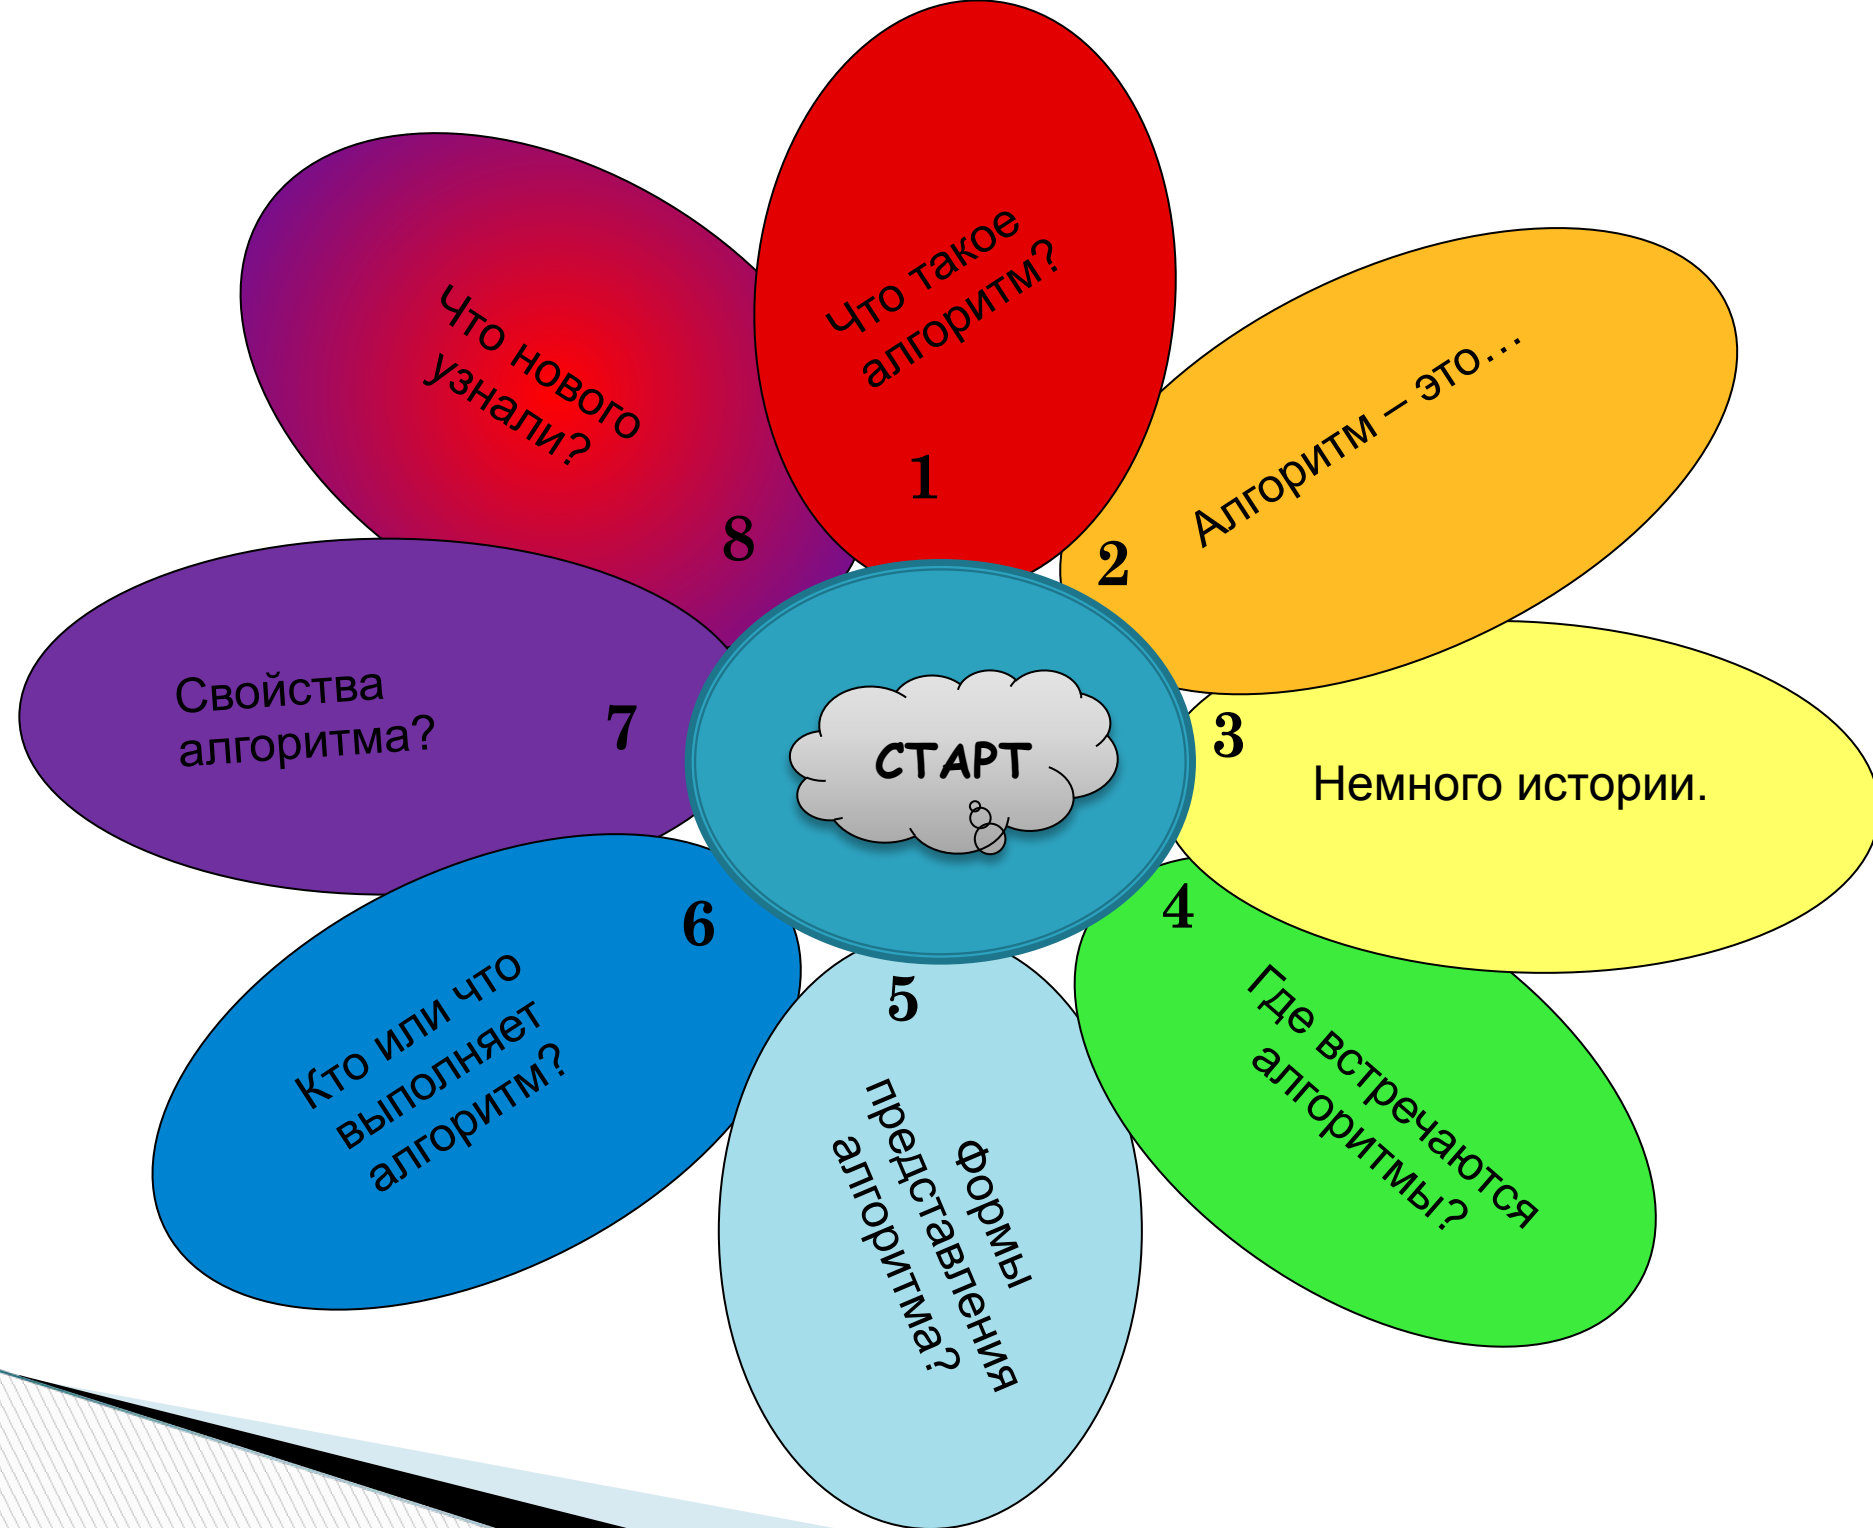 Что такое
алгоритм?
1
Алгоритм – это…
2
3
Немного истории.
4
Где встречаются
алгоритмы?
5
Формы
представления
алгоритма?
6
Кто или что
выполняет
алгоритм?
7
Свойства
алгоритма?
8
Что нового
узнали?
СТАРТ